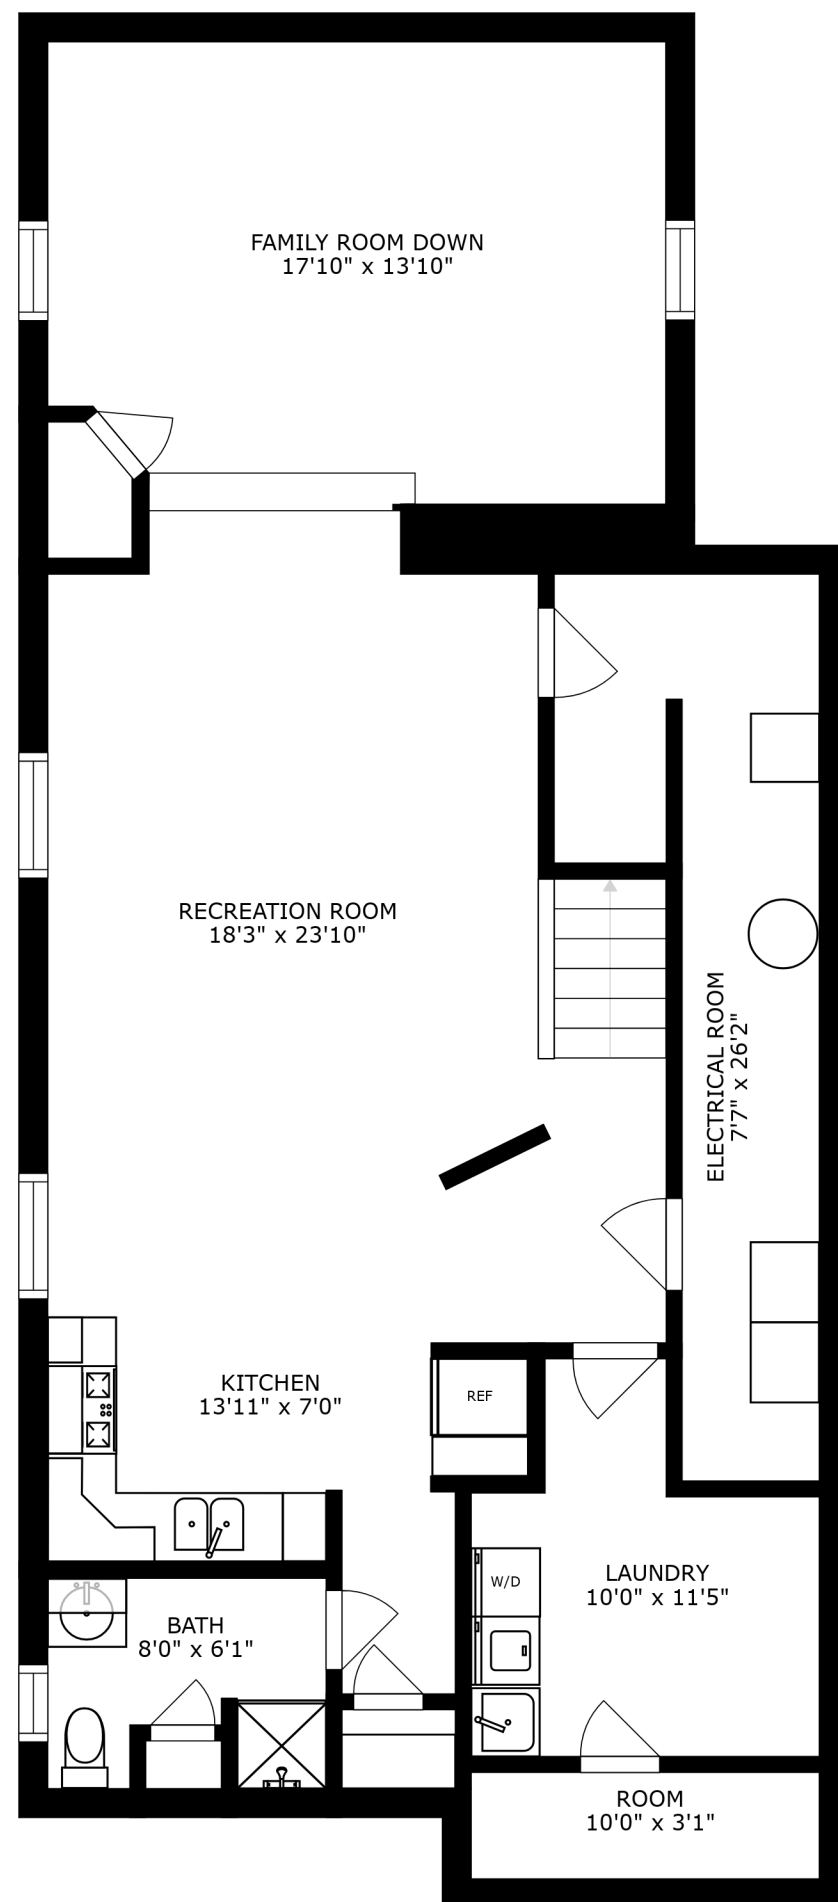 FAMILY ROOM DOWN
17'10" x 13'10"
RECREATION ROOM
18'3" x 23'10"
ELECTRICAL ROOM
7'7" x 26'2"
KITCHEN
13'11" x 7'0"
REF
LAUNDRY
10'0" x 11'5"
W/D
BATH
8'0" x 6'1"
ROOM
10'0" x 3'1"